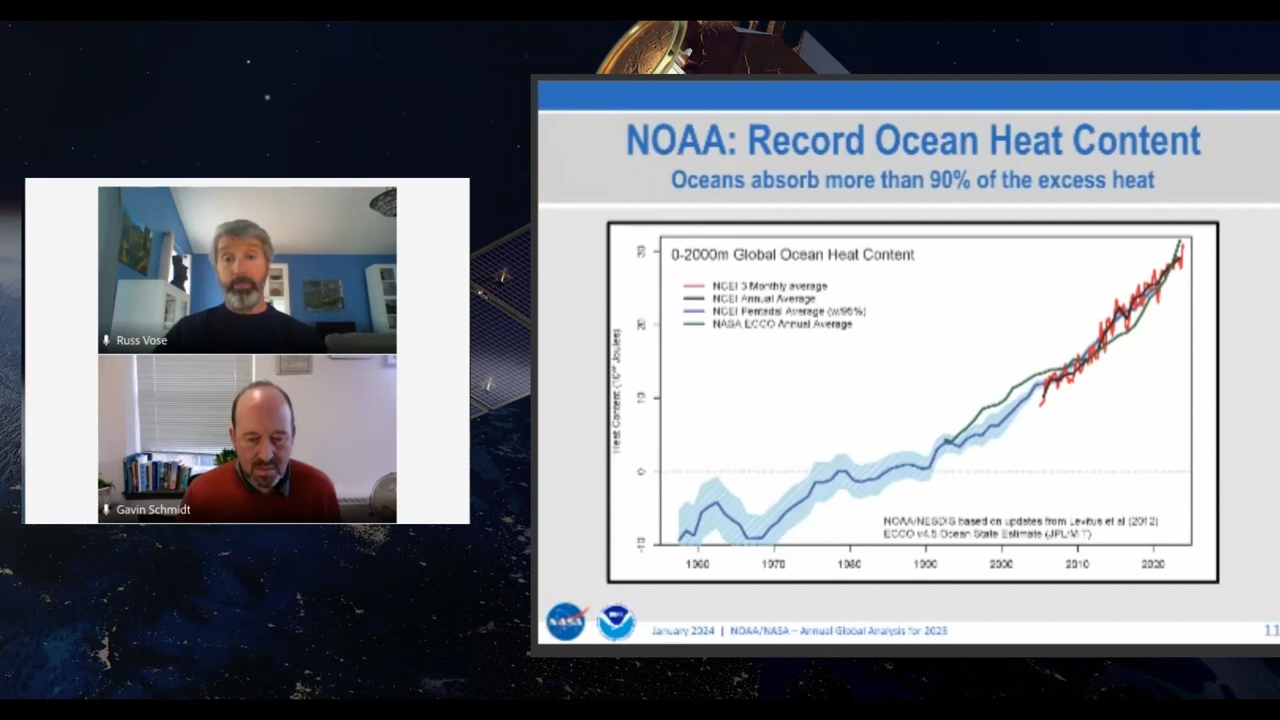 Russ Vose
Gavin Schmidt
NOAA: Record Ocean Heat Content
Oceans absorb more than 90% of the excess heat
0-2000m Global Ocean Heat Content
NCEI 3 Monthly average
NCEI Annual Average
NCEI Pentadal Average (w/95%)
NASA ECCO Annual Average
30
20
10
0
-10
1960 1970 1980 1990 2000 2010 2020
NOAA/NESDIS based on updates from Levitus et al (2012)
ECCO v4.5 Ocean State Estimate (JPL/MIT)
NASA
January 2024 | NOAA/NASA – Annual Global Analysis for 2023
11